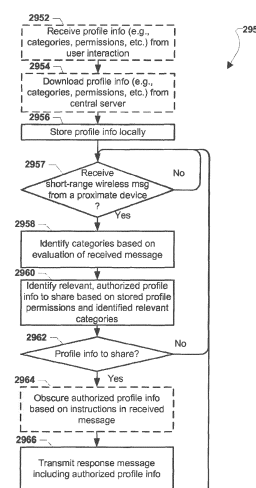 2952
Receive profile info (e.g.,
categories, permissions, etc.) from
user interaction
2954
Download profile info (e.g.,
categories, permissions, etc.) from
central server
2956
Store profile info locally
2957
Receive
short-range wireless msg
from a proximate device
?
No
Yes
2958
Identify categories based on
evaluation of received message
2960
Identify relevant, authorized profile
info to share based on stored profile
permissions and identified relevant
categories
2962
Profile info to share?
No
Yes
2964
Obscure authorized profile info
based on instructions in received
message
2966
Transmit response message
including authorized profile info